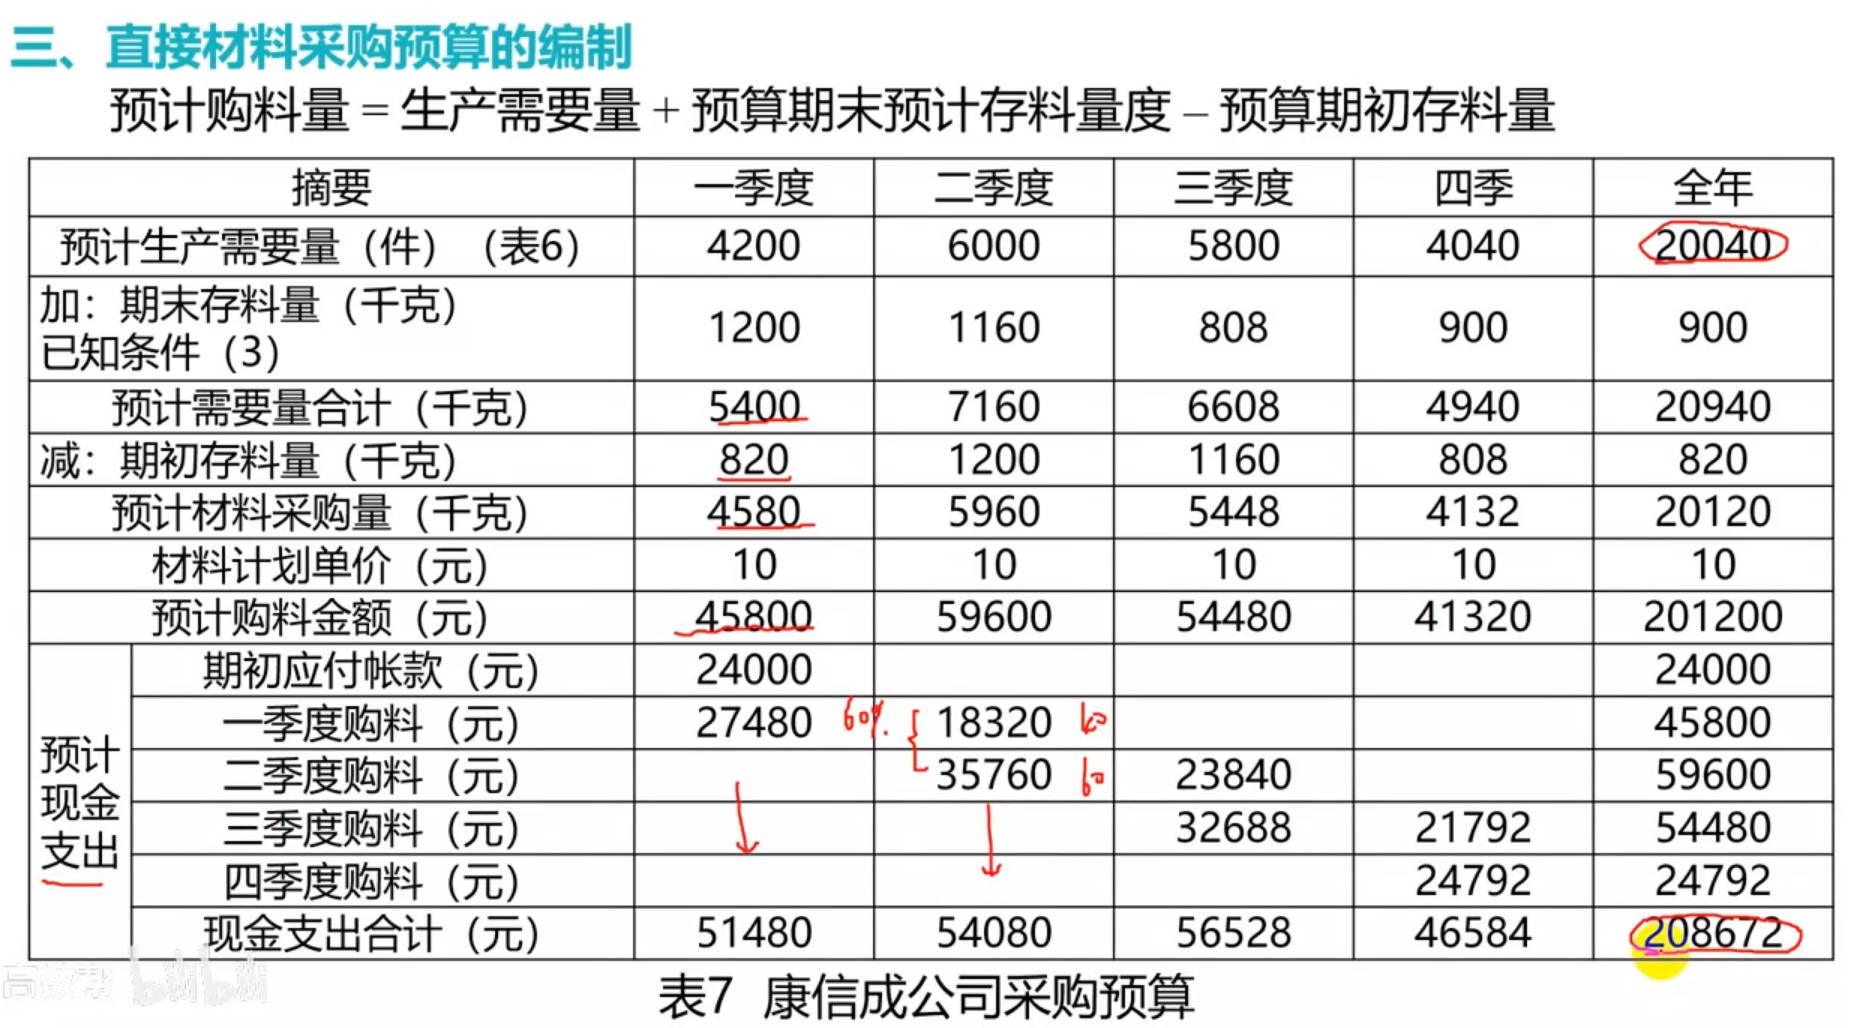 三、直接材料采购预算的编制
预计购料量 = 生产需要量 + 预算期末预计存料量度 – 预算期初存料量
摘要 一季度 二季度 三季度 四季 全年
预计生产需要量（件）（表6） 4200 6000 5800 4040 20040
加：期末存料量（千克）
已知条件（3） 1200 1160 808 900 900
预计需要量合计（千克） 5400 7160 6608 4940 20940
减：期初存料量（千克） 820 1200 1160 808 820
预计材料采购量（千克） 4580 5960 5448 4132 20120
材料计划单价（元） 10 10 10 10 10
预计购料金额（元） 45800 59600 54480 41320 201200
预计
现金
支出
期初应付帐款（元） 24000 24000
一季度购料（元） 27480 60% 18320 45800
二季度购料（元） 35760 60 23840 59600
三季度购料（元） 32688 21792 54480
四季度购料（元） 24792 24792
现金支出合计（元） 51480 54080 56528 46584 208672
表7 康信成公司采购预算
bilibili